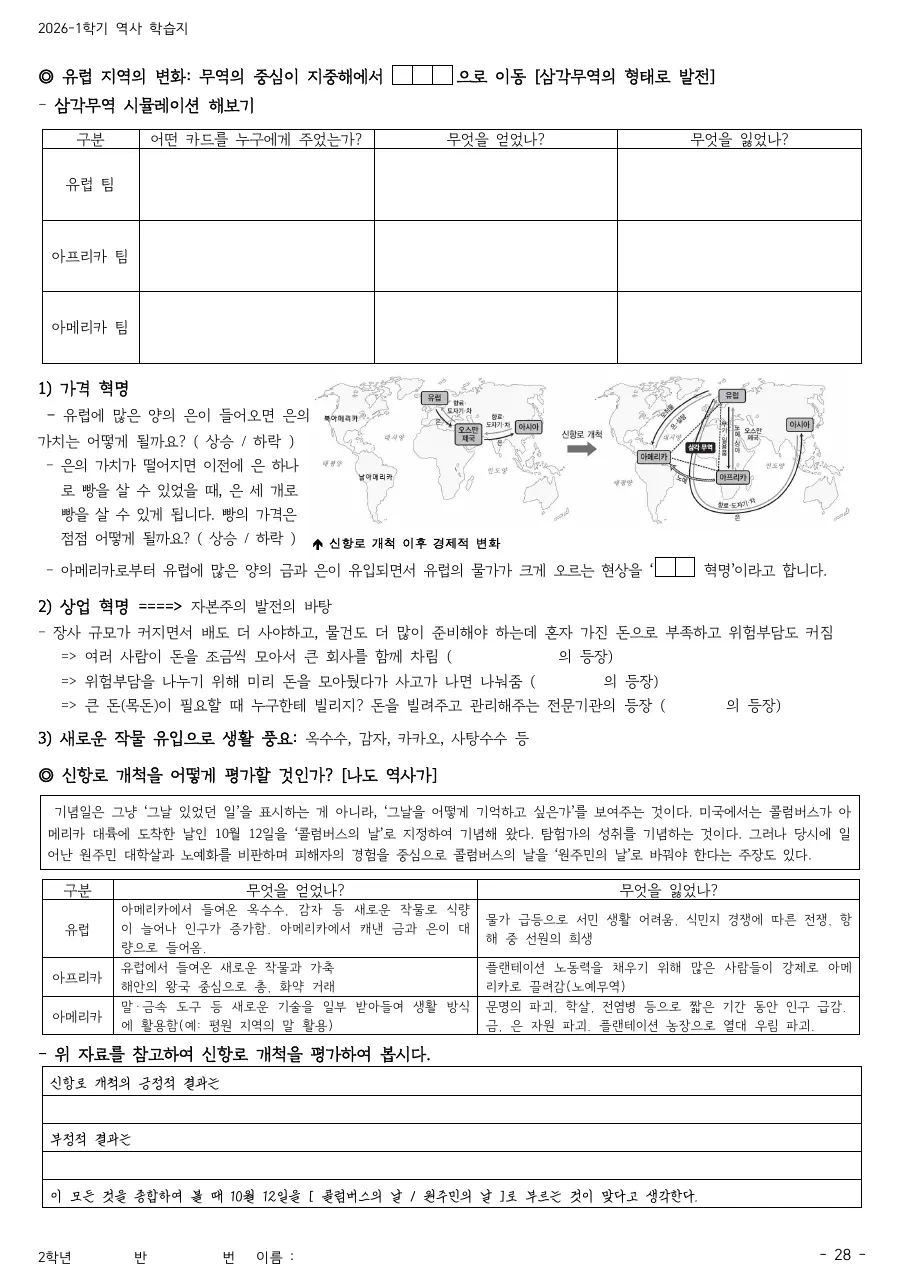 2026-1학기 역사 학습지
◎ 유럽 지역의 변화: 무역의 중심이 지중해에서 □□□으로 이동 [삼각무역의 형태로 발전]
- 삼각무역 시뮬레이션 해보기
구분 어떤 카드를 누구에게 주었는가? 무엇을 얻었나? 무엇을 잃었나?
유럽 팀
아프리카 팀
아메리카 팀
1) 가격 혁명
- 유럽에 많은 양의 은이 들어오면 은의
가치는 어떻게 될까요? ( 상승 / 하락 )
- 은의 가치가 떨어지면 이전에 은 하나
로 빵을 살 수 있었을 때, 은 세 개로
빵을 살 수 있게 됩니다. 빵의 가격은
점점 어떻게 될까요? ( 상승 / 하락 )
유럽
향료·
도자기·차
은
북아메리카
대서양
오스만
제국
향료·
도자기·차
은
아시아
태평양
남아메리카
인도양
신항로 개척
유럽
대서양
오스만
제국
아시아
삼각 무역
아메리카
아프리카
노예
태평양
인도양
향료·도자기·차
은
🡹 신항로 개척 이후 경제적 변화
- 아메리카로부터 유럽에 많은 양의 금과 은이 유입되면서 유럽의 물가가 크게 오르는 현상을 ‘□□ 혁명’이라고 합니다.
2) 상업 혁명 ====> 자본주의 발전의 바탕
- 장사 규모가 커지면서 배도 더 사야하고, 물건도 더 많이 준비해야 하는데 혼자 가진 돈으로 부족하고 위험부담도 커짐
=> 여러 사람이 돈을 조금씩 모아서 큰 회사를 함께 차림 ( 의 등장)
=> 위험부담을 나누기 위해 미리 돈을 모아뒀다가 사고가 나면 나눠줌 ( 의 등장)
=> 큰 돈(목돈)이 필요할 때 누구한테 빌리지? 돈을 빌려주고 관리해주는 전문기관의 등장 ( 의 등장)
3) 새로운 작물 유입으로 생활 풍요: 옥수수, 감자, 카카오, 사탕수수 등
◎ 신항로 개척을 어떻게 평가할 것인가? [나도 역사가]
기념일은 그냥 ‘그날 있었던 일’을 표시하는 게 아니라, ‘그날을 어떻게 기억하고 싶은가’를 보여주는 것이다. 미국에서는 콜럼버스가 아
메리카 대륙에 도착한 날인 10월 12일을 ‘콜럼버스의 날’로 지정하여 기념해 왔다. 탐험가의 성취를 기념하는 것이다. 그러나 당시에 일
어난 원주민 대학살과 노예화를 비판하며 피해자의 경험을 중심으로 콜럼버스의 날을 ‘원주민의 날’로 바꿔야 한다는 주장도 있다.
구분 무엇을 얻었나? 무엇을 잃었나?
유럽
아메리카에서 들여온 옥수수, 감자 등 새로운 작물로 식량
이 늘어나 인구가 증가함. 아메리카에서 캐낸 금과 은이 대
량으로 들어옴.
물가 급등으로 서민 생활 어려움, 식민지 경쟁에 따른 전쟁, 항
해 중 선원의 희생
아프리카
유럽에서 들여온 새로운 작물과 가축
해안의 왕국 중심으로 총, 화약 거래
플랜테이션 노동력을 채우기 위해 많은 사람들이 강제로 아메
리카로 끌려감(노예무역)
아메리카
말·금속 도구 등 새로운 기술을 일부 받아들여 생활 방식
에 활용함(예: 평원 지역의 말 활용)
문명의 파괴, 학살, 전염병 등으로 짧은 기간 동안 인구 급감.
금, 은 자원 파괴. 플랜테이션 농장으로 열대 우림 파괴.
- 위 자료를 참고하여 신항로 개척을 평가하여 봅시다.
신항로 개척의 긍정적 결과는
부정적 결과는
이 모든 것을 종합하여 볼 때 10월 12일을 [ 콜럼버스의 날 / 원주민의 날 ]로 부르는 것이 맞다고 생각한다.
2학년 반 번 이름 :
- 28 -